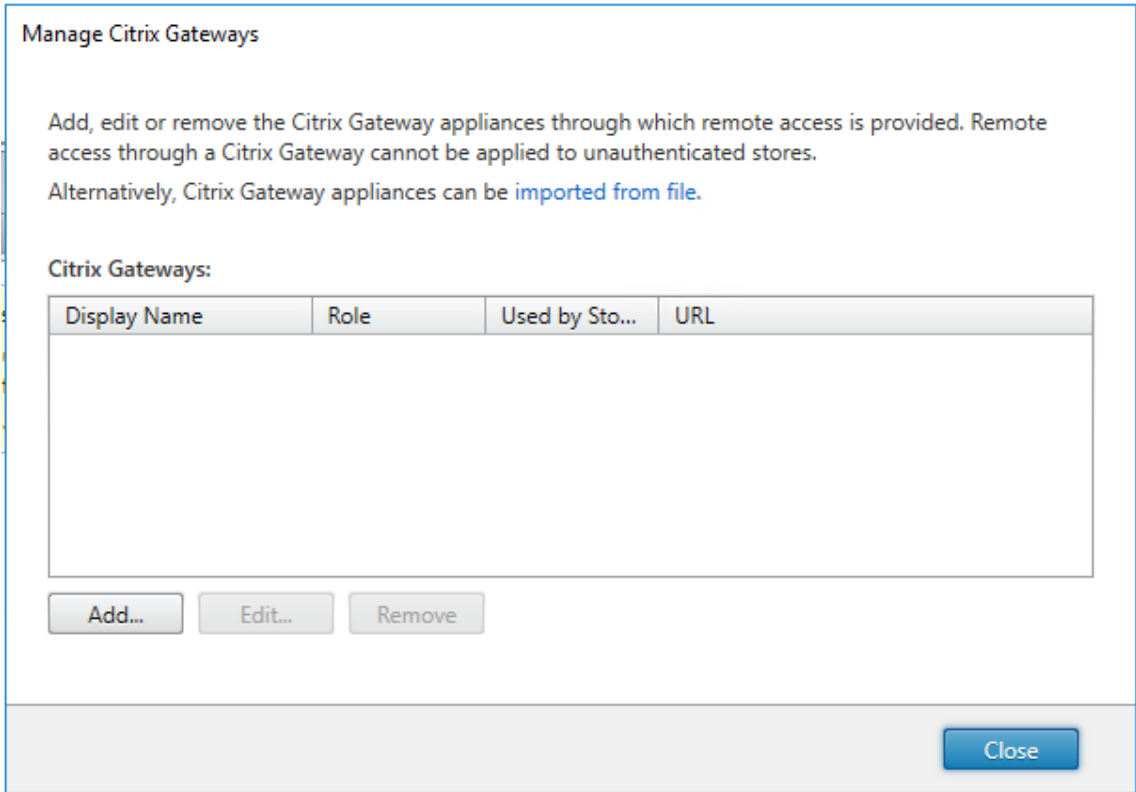 Manage Citrix Gateways
Add, edit or remove the Citrix Gateway appliances through which remote access is provided. Remote
access through a Citrix Gateway cannot be applied to unauthenticated stores.
Alternatively, Citrix Gateway appliances can be imported from file.
Citrix Gateways:
Display Name Role Used by Sto... URL
Add... Edit... Remove
Close